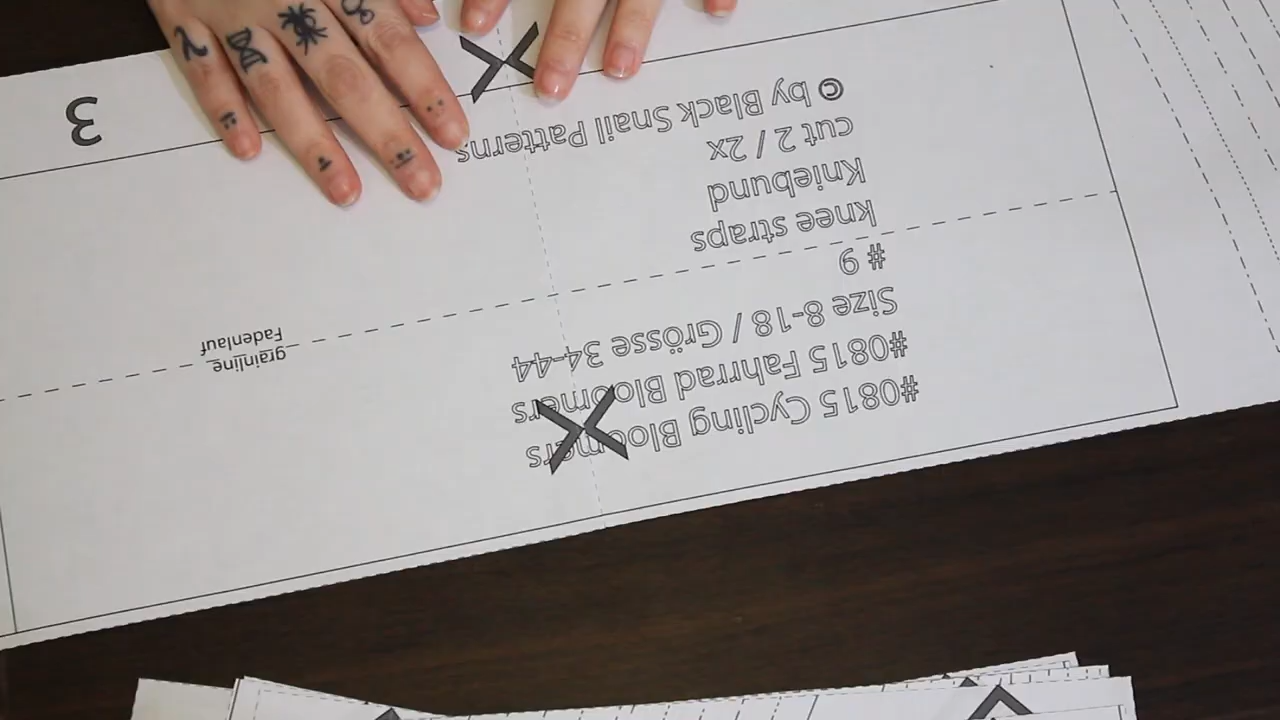 #0815 Cycling Bloomers
#0815 Fahrrad Bloomers
Size 8-18 / Grösse 34-44
# 9
knee straps
Kniebund
cut 2 / 2x
© by Black Snail Patterns
grainline
Fadenlauf
3